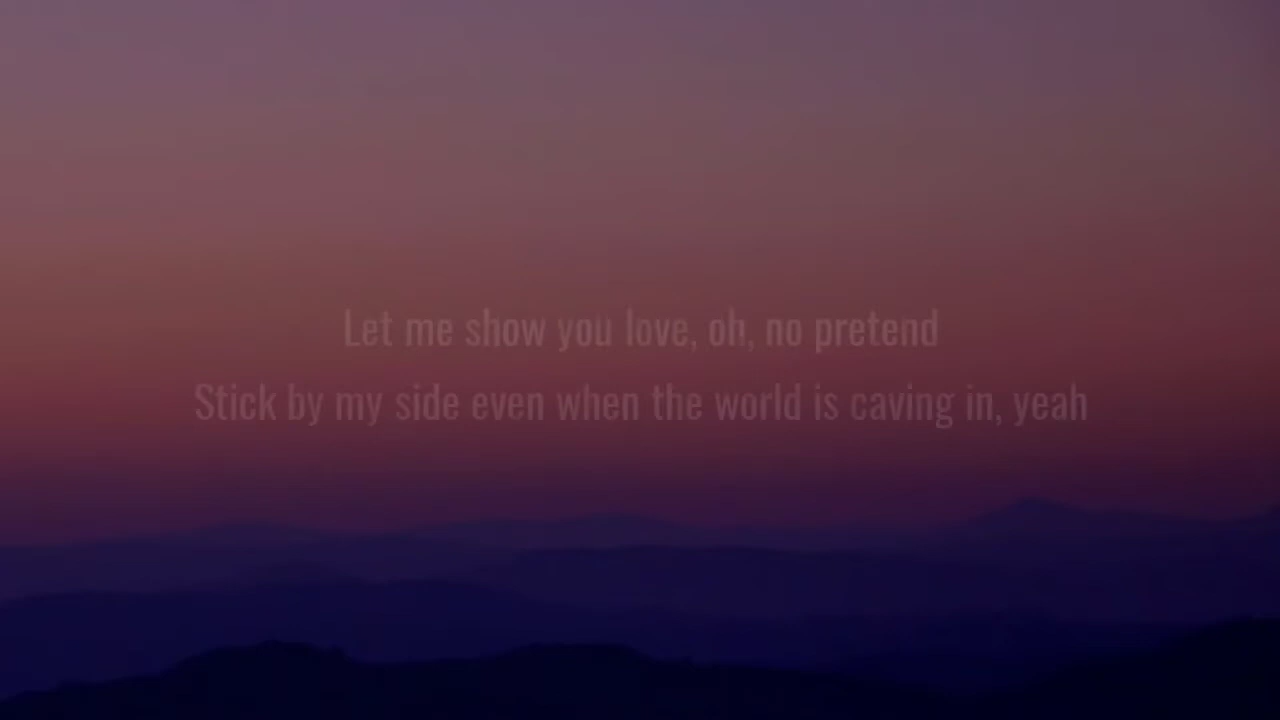 Let me show you love, oh, no pretend
Stick by my side even when the world is caving in, yeah